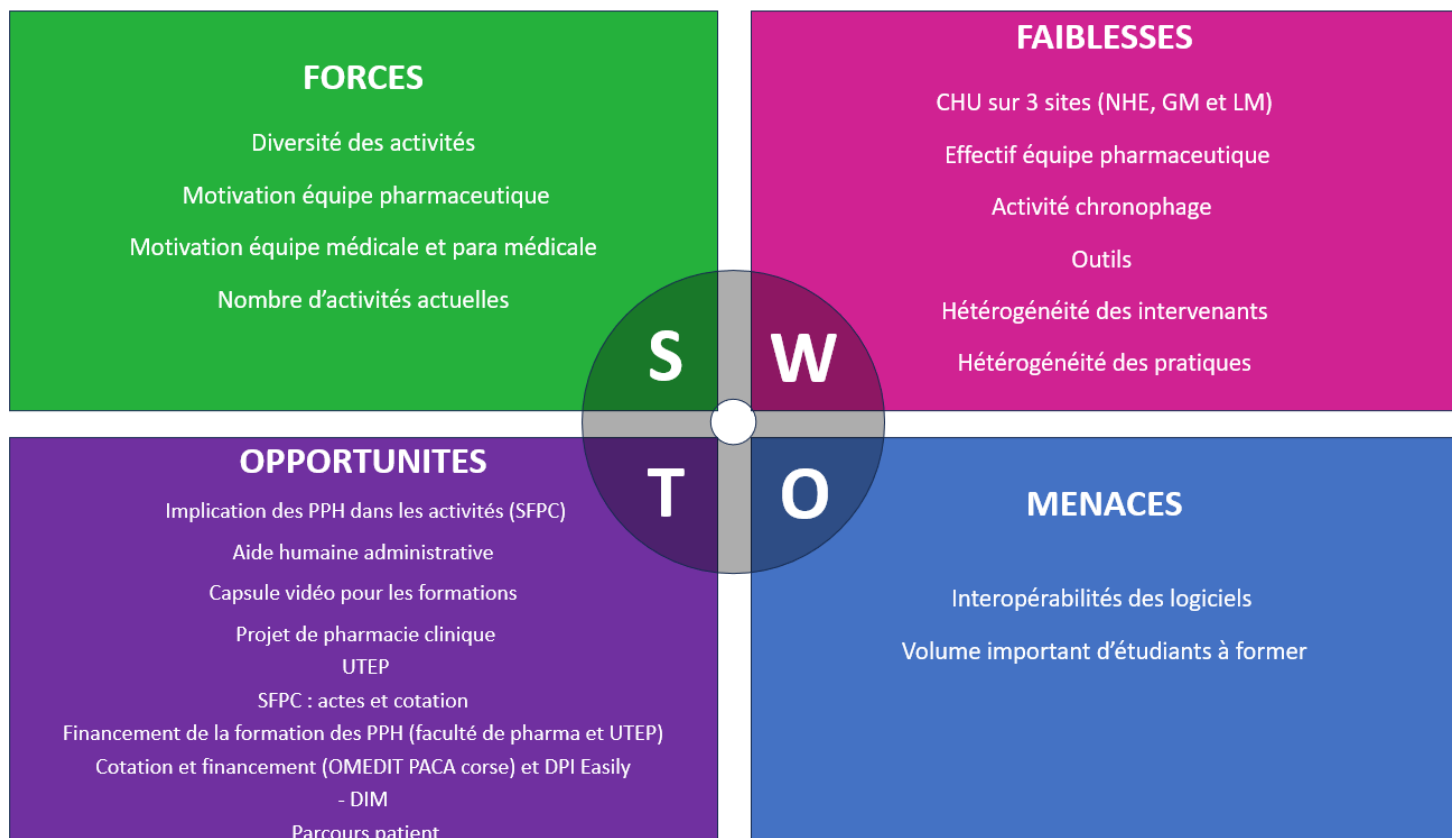 FORCES
Diversité des activités
Motivation équipe pharmaceutique
Motivation équipe médicale et para médicale
Nombre d'activités actuelles
FAIBLESSES
CHU sur 3 sites (NHE, GM et LM)
Effectif équipe pharmaceutique
Activité chronophage
Outils
Hétérogénéité des intervenants
Hétérogénéité des pratiques
S
W
T
O
OPPORTUNITES
Implication des PPH dans les activités (SFPC)
Aide humaine administrative
Capsule vidéo pour les formations
Projet de pharmacie clinique
UTEP
SFPC : actes et cotation
Financement de la formation des PPH (faculté de pharma et UTEP)
Cotation et financement (OMEDIT PACA corse) et DPI Easily
- DIM
Parcours patient
MENACES
Interopérabilités des logiciels
Volume important d'étudiants à former